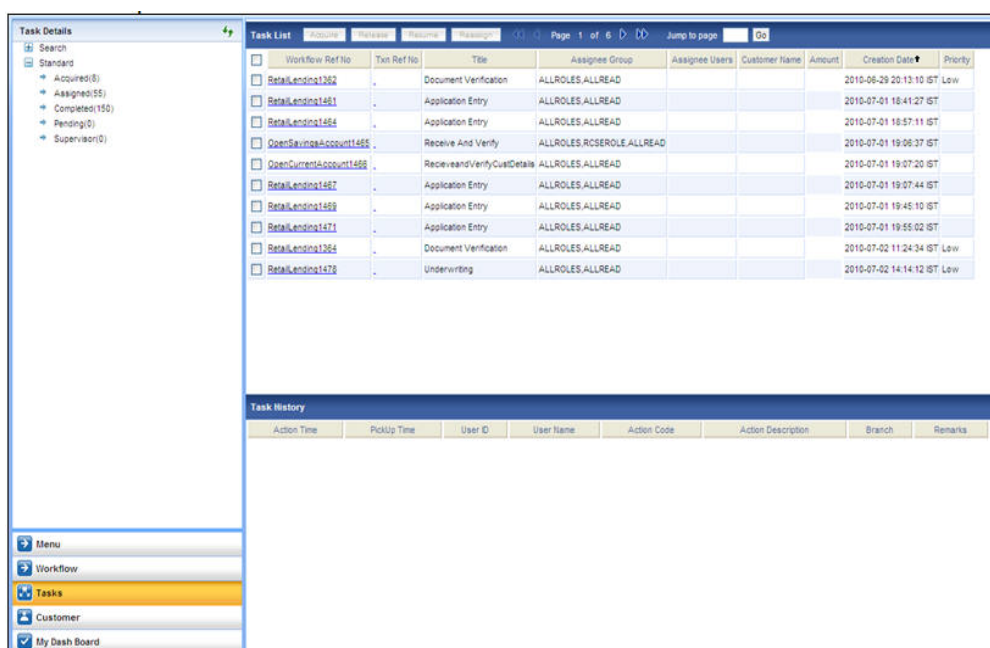 Task Details
Search
Standard
Acquired(8)
Assigned(55)
Completed(150)
Pending(0)
Supervisor(0)
Menu
Workflow
Tasks
Customer
My Dash Board
Task List Acquire Release Resume Reassign Page 1 of 6 Jump to page Go
Workflow Ref No Txn Ref No Title Assignee Group Assignee Users Customer Name Amount Creation Date Priority
RetailLending1362 Document Verification ALLROLES,ALLREAD 2010-06-29 20:13:10 IST Low
RetailLending1461 Application Entry ALLROLES,ALLREAD 2010-07-01 18:41:27 IST
RetailLending1464 Application Entry ALLROLES,ALLREAD 2010-07-01 18:57:11 IST
OpenSavingsAccount1465 Receive And Verify ALLROLES,RCSEROLE,ALLREAD 2010-07-01 19:06:37 IST
OpenCurrentAccount1466 RecieveandVerifyCustDetails ALLROLES,ALLREAD 2010-07-01 19:07:20 IST
RetailLending1467 Application Entry ALLROLES,ALLREAD 2010-07-01 19:07:44 IST
RetailLending1469 Application Entry ALLROLES,ALLREAD 2010-07-01 19:45:10 IST
RetailLending1471 Application Entry ALLROLES,ALLREAD 2010-07-01 19:55:02 IST
RetailLending1364 Document Verification ALLROLES,ALLREAD 2010-07-02 11:24:34 IST Low
RetailLending1478 Underwriting ALLROLES,ALLREAD 2010-07-02 14:14:12 IST Low
Task History
Action Time PickUp Time User ID User Name Action Code Action Description Branch Remarks